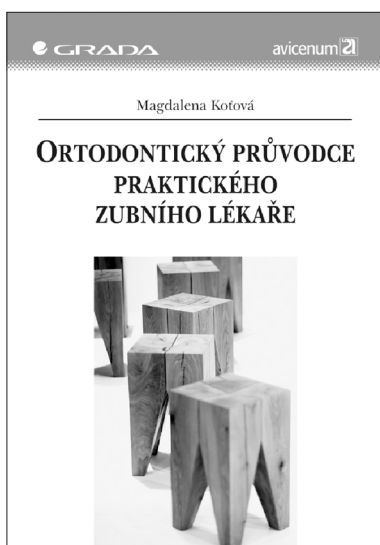 GRADA avicenum
Magdalena Koťová
ORTODONTICKÝ PRŮVODCE
PRAKTICKÉHO
ZUBNÍHO LÉKAŘE